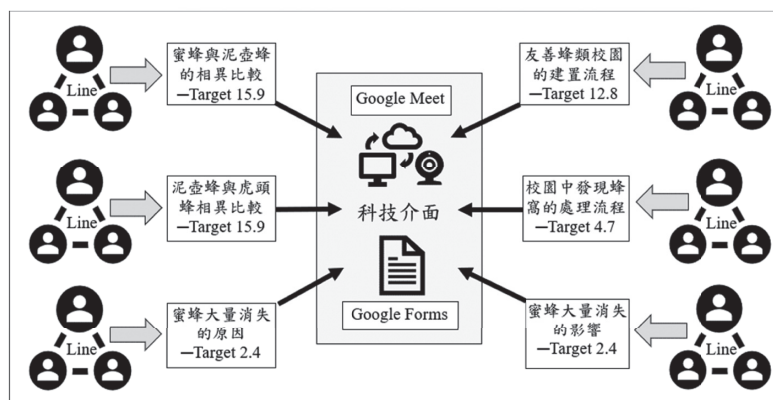 Line
蜜蜂與泥壺蜂
的相異比較
—Target 15.9
Google Meet
友善蜂類校園
的建置流程
—Target 12.8
Line
Line
泥壺蜂與虎頭
蜂相異比較
—Target 15.9
科技介面
校園中發現蜂
窩的處理流程
—Target 4.7
Line
Line
蜜蜂大量消失
的原因
—Target 2.4
Google Forms
蜜蜂大量消失
的影響
—Target 2.4
Line